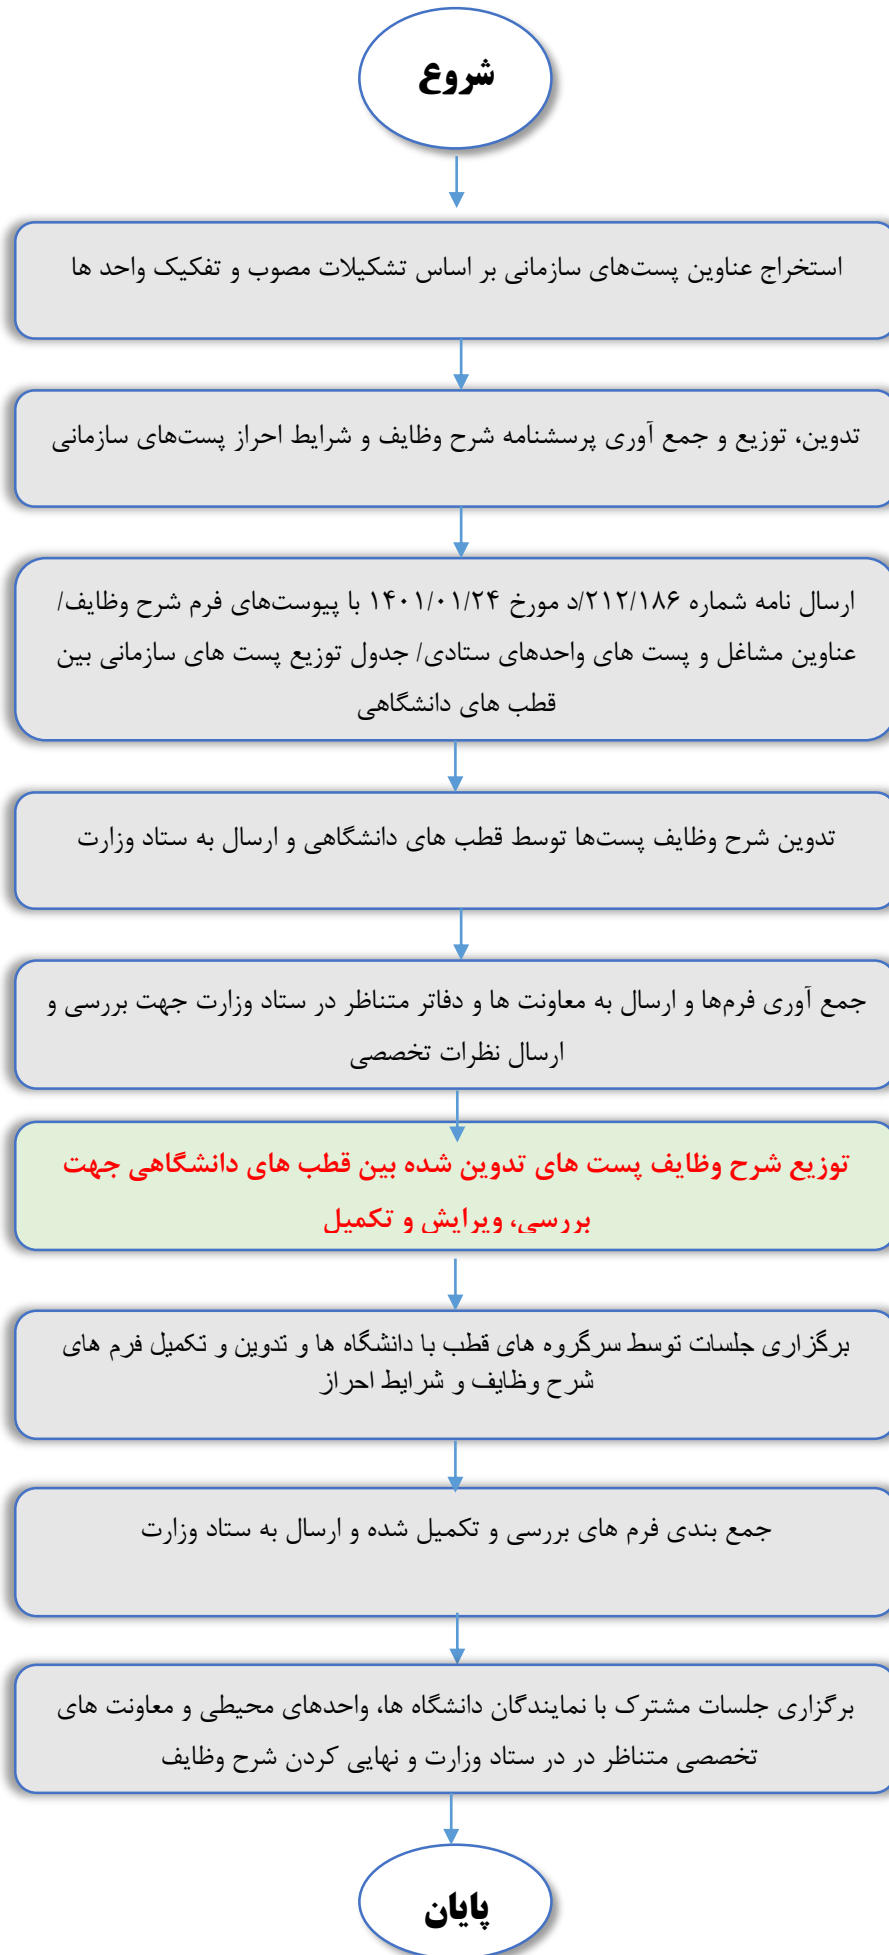 شروع
استخراج عناوین پست‌های سازمانی بر اساس تشکیلات مصوب و تفکیک واحد ها
تدوین، توزیع و جمع آوری پرسشنامه شرح وظایف و شرایط احراز پست‌های سازمانی
ارسال نامه شماره ۲۱۲/۱۸۶/د مورخ ۱۴۰۱/۰۱/۲۴ با پیوست‌های فرم شرح وظایف/
عناوین مشاغل و پست های واحدهای ستادی/ جدول توزیع پست های سازمانی بین
قطب های دانشگاهی
تدوین شرح وظایف پست‌ها توسط قطب های دانشگاهی و ارسال به ستاد وزارت
جمع آوری فرم‌ها و ارسال به معاونت ها و دفاتر متناظر در ستاد وزارت جهت بررسی و
ارسال نظرات تخصصی
توزیع شرح وظایف پست های تدوین شده بین قطب های دانشگاهی جهت
بررسی، ویرایش و تکمیل
برگزاری جلسات توسط سرگروه های قطب با دانشگاه ها و تدوین و تکمیل فرم های
شرح وظایف و شرایط احراز
جمع بندی فرم های بررسی و تکمیل شده و ارسال به ستاد وزارت
برگزاری جلسات مشترک با نمایندگان دانشگاه ها، واحدهای محیطی و معاونت های
تخصصی متناظر در در ستاد وزارت و نهایی کردن شرح وظایف
پایان